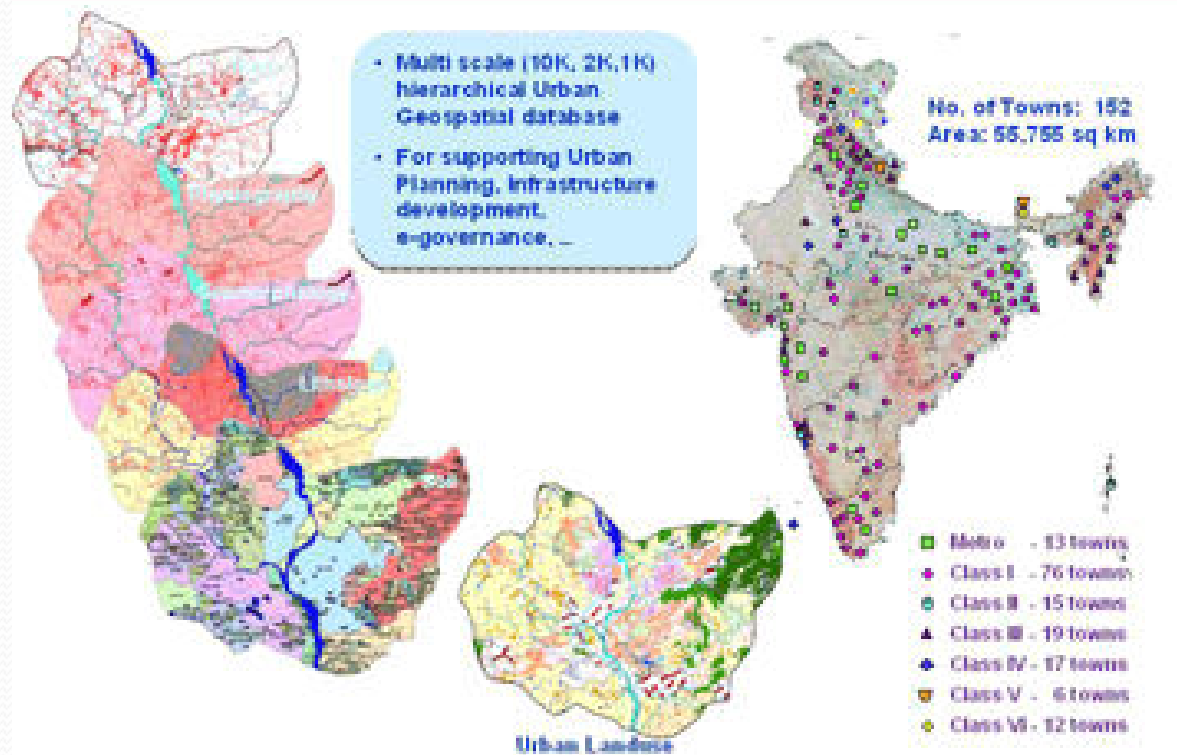 • Multi scale (10K, 2K,1K)
hierarchical Urban
Geospatial database
• For supporting Urban
Planning, Infrastructure
development,
e-governance, ..
No. of Towns: 152
Area: 55,755 sq km
Physiography
Lithology
Metro - 13 towns
Class I - 76 towns
Class II - 15 towns
Class III - 19 towns
Class IV - 17 towns
Class V - 6 towns
Class VI - 12 towns
Urban Landuse